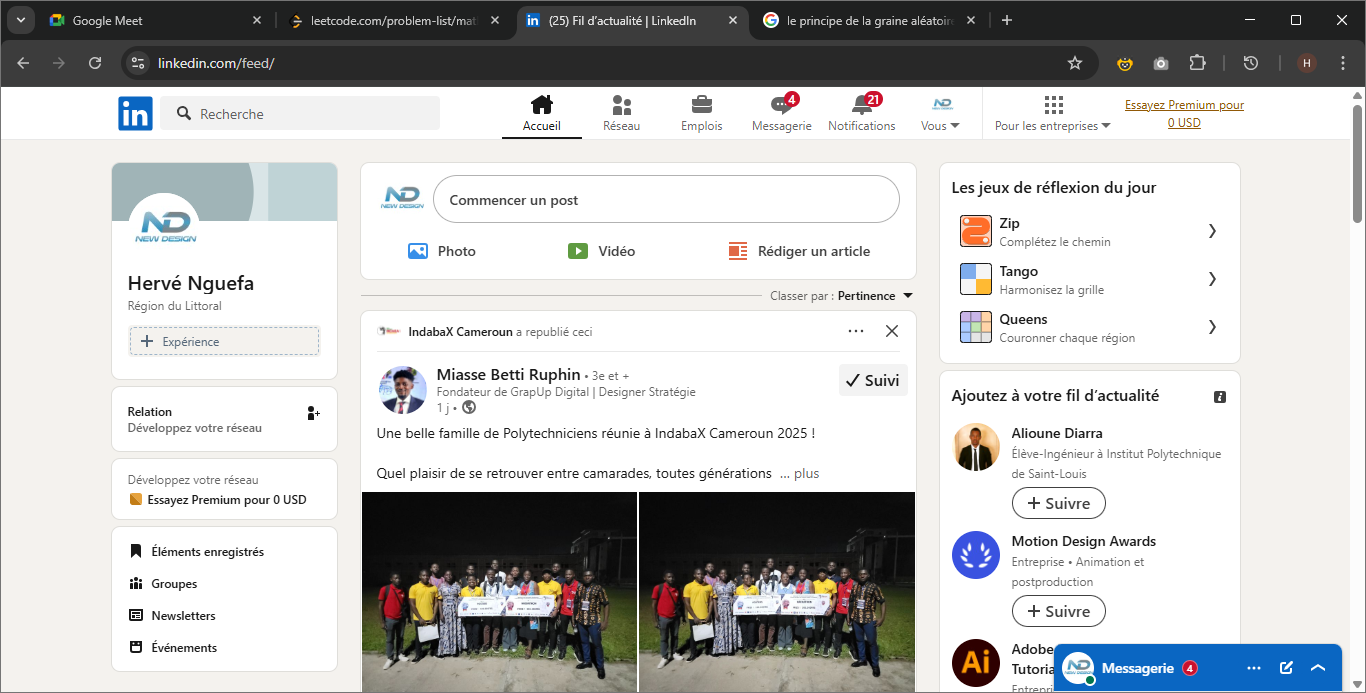 Google Meet
leetcode.com/problem-list/mat
(25) Fil d'actualité | LinkedIn
le principe de la graine aléatoire
linkedin.com/feed/
H
in
Recherche
Accueil
Réseau
Emplois
4
Messagerie
21
Notifications
Vous
Pour les entreprises
Essayez Premium pour
0 USD
ND
NEW DESIGN
Hervé Nguefa
Région du Littoral
+ Expérience
Relation
Développez votre réseau
Développez votre réseau
Essayez Premium pour 0 USD
Éléments enregistrés
Groupes
Newsletters
Événements
ND
NEW DESIGN
Commencer un post
Photo
Vidéo
Rédiger un article
Classer par : Pertinence
IndabaX Cameroun a republié ceci
Miasse Betti Ruphin • 3e et +
Fondateur de GrapUp Digital | Designer Stratégie
1 j •
Suivi
Une belle famille de Polytechniciens réunie à IndabaX Cameroun 2025 !
Quel plaisir de se retrouver entre camarades, toutes générations … plus
Les jeux de réflexion du jour
Zip
Complétez le chemin
Tango
Harmonisez la grille
Queens
Couronner chaque région
Ajoutez à votre fil d'actualité
Alioune Diarra
Élève-Ingénieur à Institut Polytechnique
de Saint-Louis
+ Suivre
Motion Design Awards
Entreprise • Animation et
postproduction
+ Suivre
Ai
Adobe
Tutoria
Messagerie 4